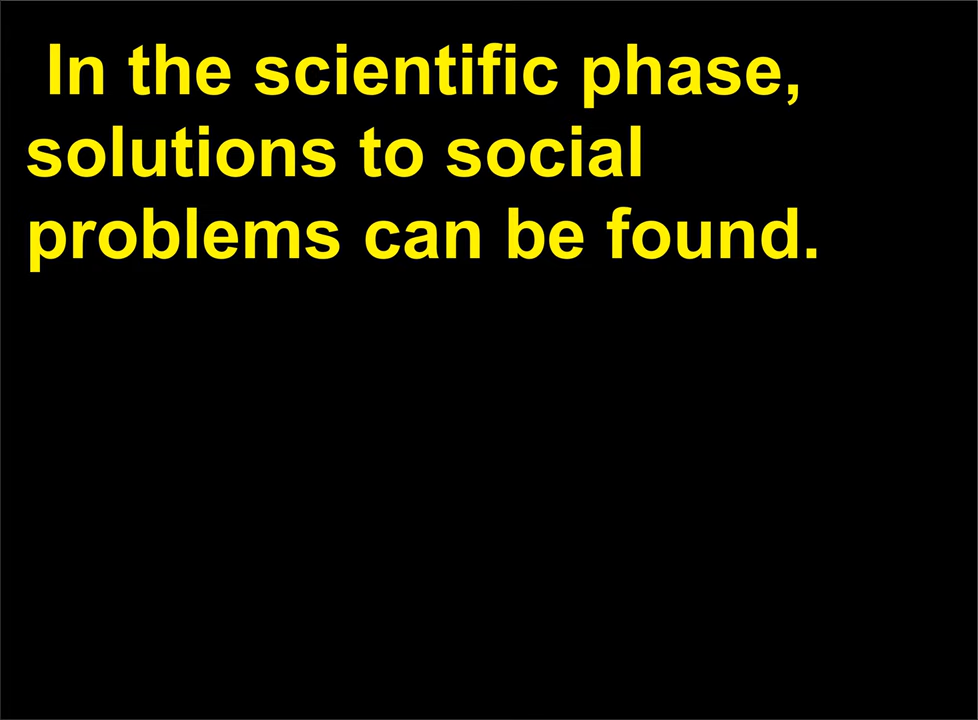 In the scientific phase,
solutions to social
problems can be found.